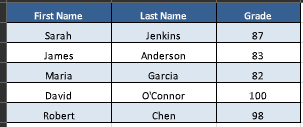 First Name Last Name Grade
Sarah Jenkins 87
James Anderson 83
Maria Garcia 82
David O'Connor 100
Robert Chen 98